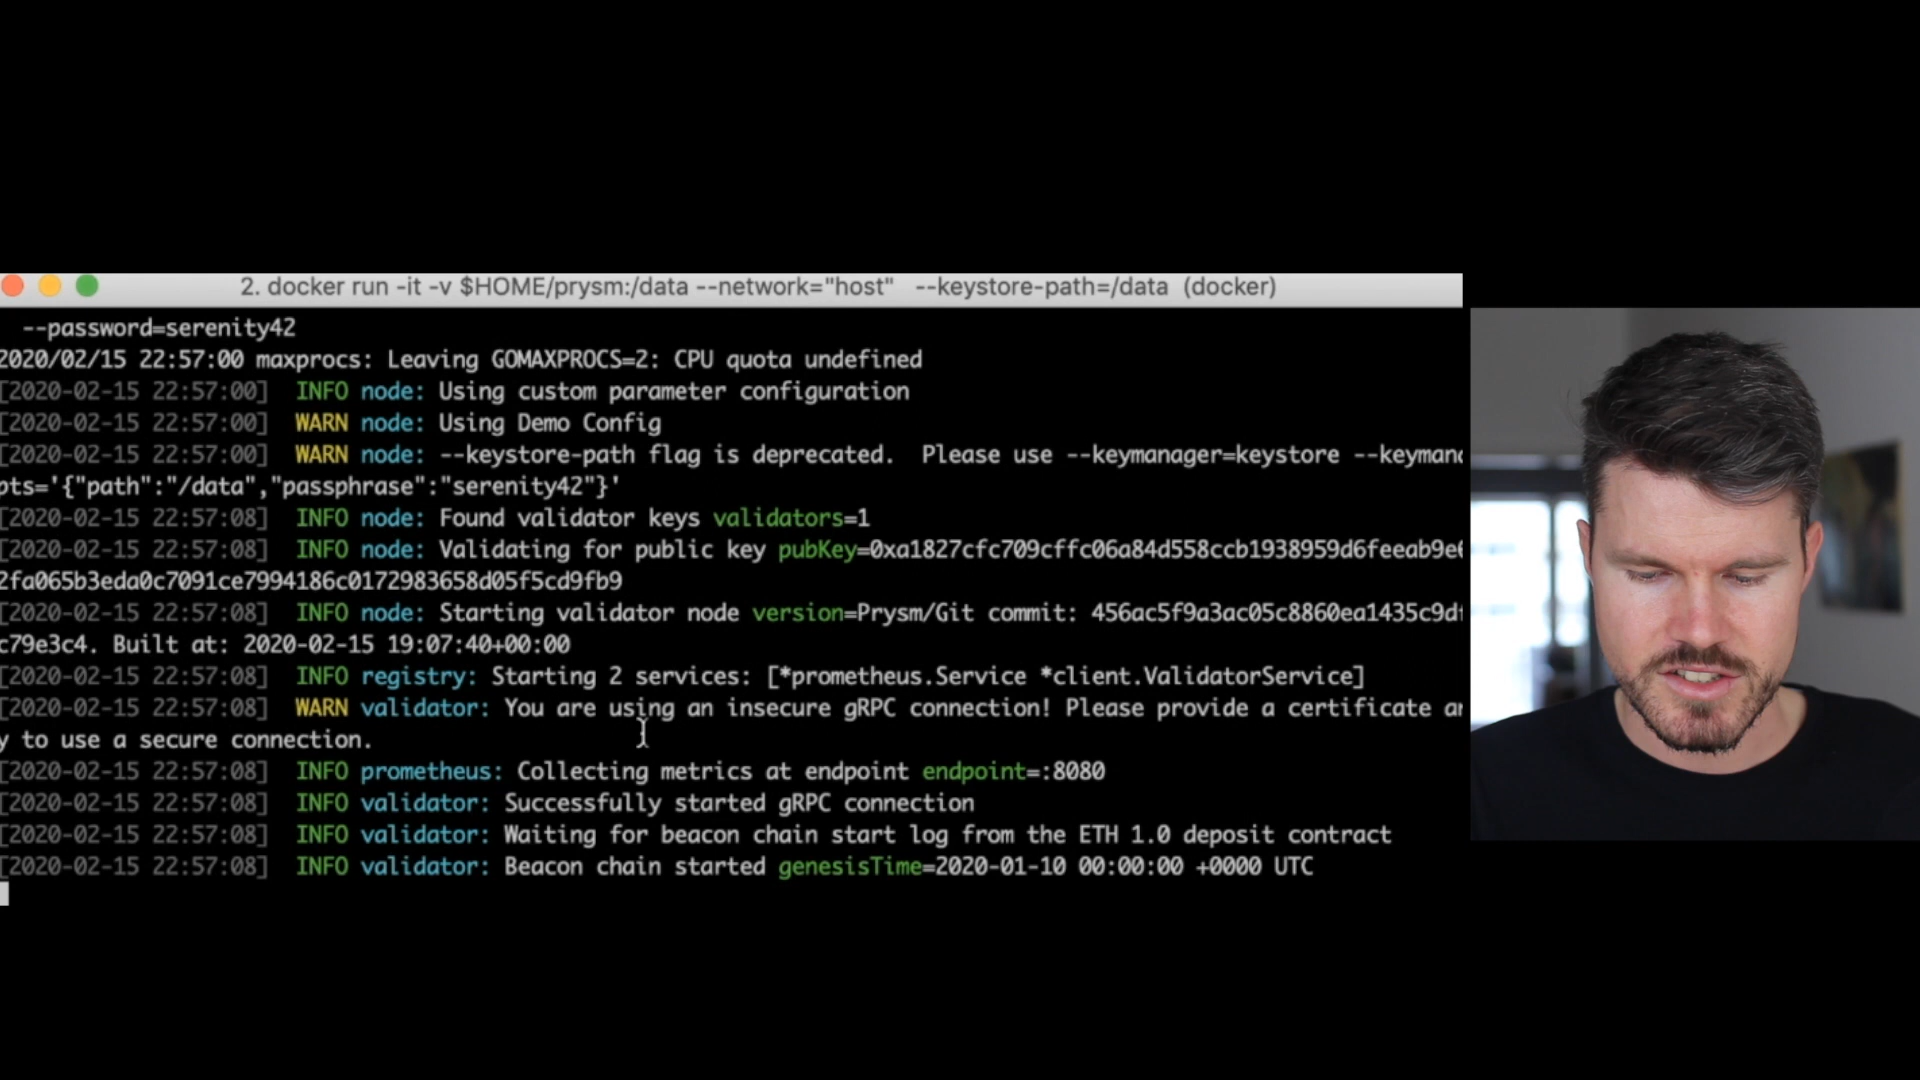 2. docker run -it -v $HOME/prysm:/data --network="host" --keystore-path=/data (docker)
--password=serenity42
2020/02/15 22:57:00 maxprocs: Leaving GOMAXPROCS=2: CPU quota undefined
[2020-02-15 22:57:00] INFO node: Using custom parameter configuration
[2020-02-15 22:57:00] WARN node: Using Demo Config
[2020-02-15 22:57:00] WARN node: --keystore-path flag is deprecated. Please use --keymanager=keystore --keymana
pts='{"path":"/data","passphrase":"serenity42"}'
[2020-02-15 22:57:08] INFO node: Found validator keys validators=1
[2020-02-15 22:57:08] INFO node: Validating for public key pubKey=0xa1827cfc709cffc06a84d558ccb1938959d6feeab9e6
2fa065b3eda0c7091ce7994186c0172983658d05f5cd9fb9
[2020-02-15 22:57:08] INFO node: Starting validator node version=Prysm/Git commit: 456ac5f9a3ac05c8860ea1435c9df
c79e3c4. Built at: 2020-02-15 19:07:40+00:00
[2020-02-15 22:57:08] INFO registry: Starting 2 services: [*prometheus.Service *client.ValidatorService]
[2020-02-15 22:57:08] WARN validator: You are using an insecure gRPC connection! Please provide a certificate an
y to use a secure connection.
[2020-02-15 22:57:08] INFO prometheus: Collecting metrics at endpoint endpoint=:8080
[2020-02-15 22:57:08] INFO validator: Successfully started gRPC connection
[2020-02-15 22:57:08] INFO validator: Waiting for beacon chain start log from the ETH 1.0 deposit contract
[2020-02-15 22:57:08] INFO validator: Beacon chain started genesisTime=2020-01-10 00:00:00 +0000 UTC